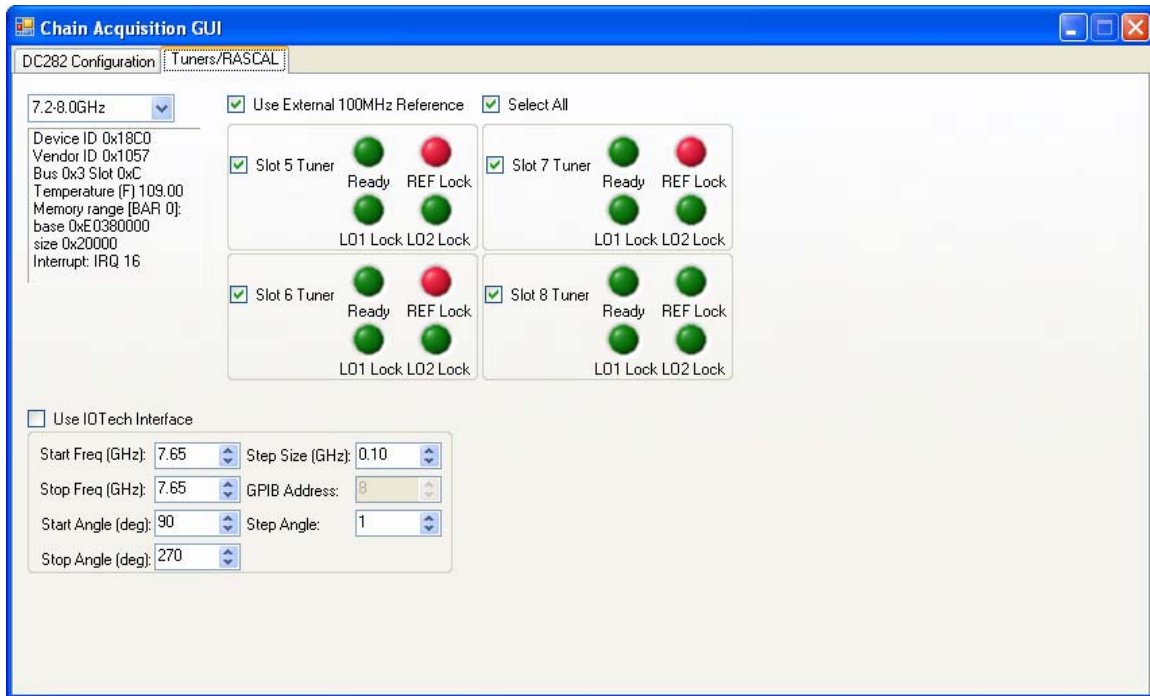 Chain Acquisition GUI
DC282 Configuration Tuners/RASCAL
7.2-8.0GHz
Use External 100MHz Reference Select All
Device ID 0x18C0
Vendor ID 0x1057
Bus 0x3 Slot 0xC
Temperature (F) 109.00
Memory range [BAR 0]:
base 0xE0380000
size 0x20000
Interrupt: IRQ 16
Slot 5 Tuner
Ready REF Lock
LO1 Lock LO2 Lock
Slot 7 Tuner
Ready REF Lock
LO1 Lock LO2 Lock
Slot 6 Tuner
Ready REF Lock
LO1 Lock LO2 Lock
Slot 8 Tuner
Ready REF Lock
LO1 Lock LO2 Lock
Use IOTech Interface
Start Freq (GHz): 7.65 Step Size (GHz): 0.10
Stop Freq (GHz): 7.65 GPIB Address: 8
Start Angle (deg): 90 Step Angle: 1
Stop Angle (deg): 270